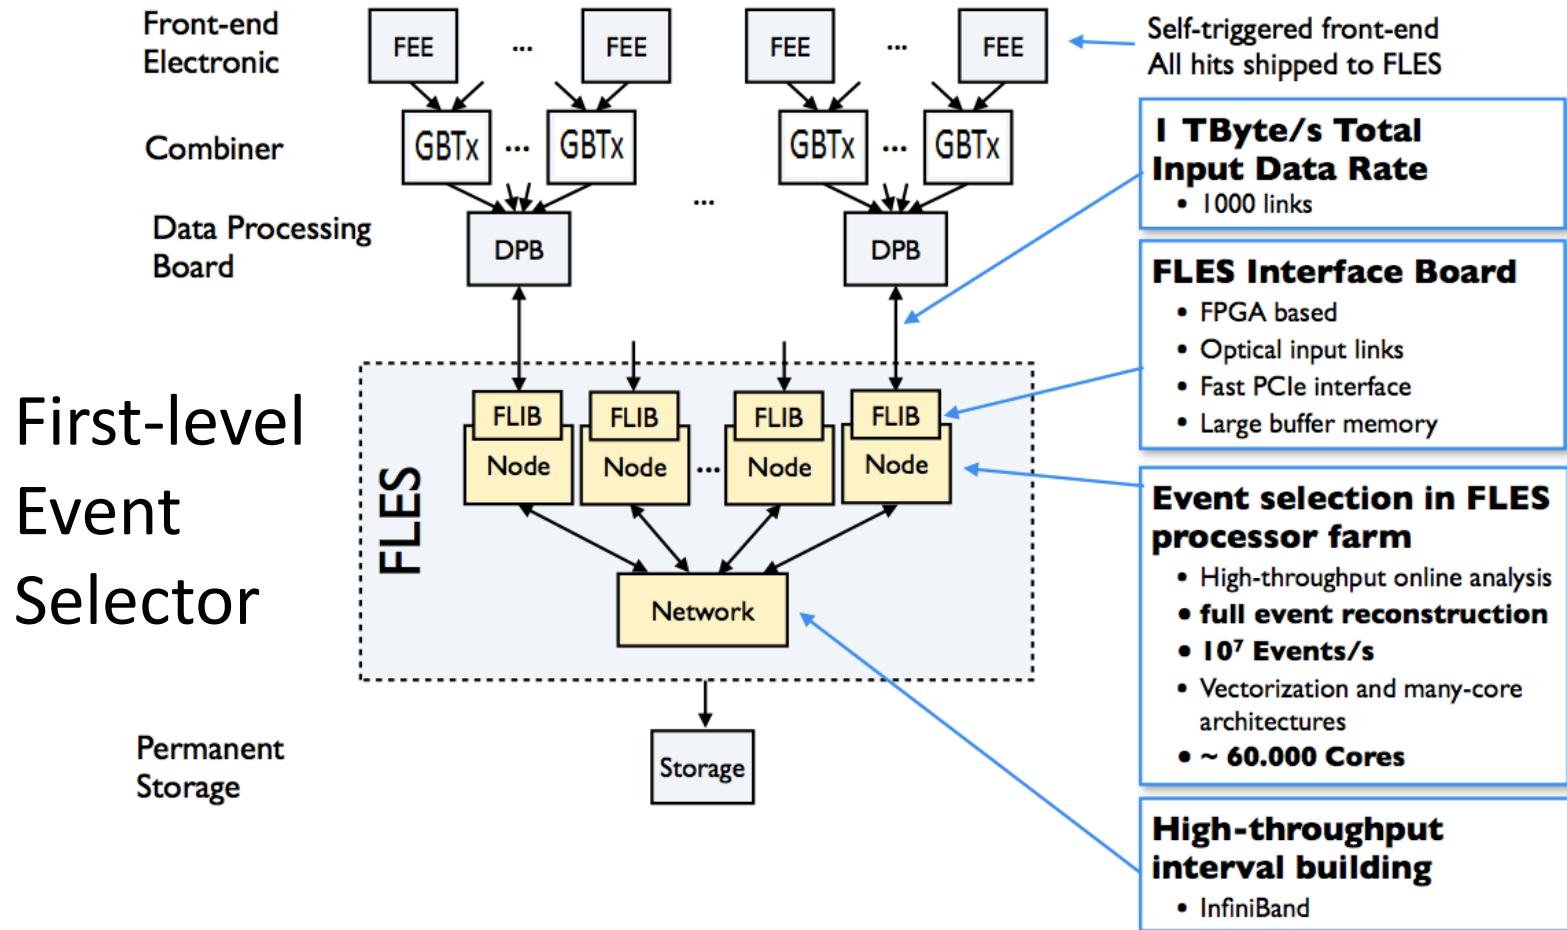 Front-end
Electronic
FEE ... FEE FEE ... FEE
Self-triggered front-end
All hits shipped to FLES
Combiner
GBTx ... GBTx GBTx ... GBTx
...
Data Processing
Board
DPB DPB
1 TByte/s Total
Input Data Rate
• 1000 links
FLES Interface Board
• FPGA based
• Optical input links
• Fast PCIe interface
• Large buffer memory
First-level
Event
Selector
FLES
FLIB FLIB FLIB FLIB
Node Node ... Node Node
Network
Event selection in FLES
processor farm
• High-throughput online analysis
• full event reconstruction
• 10⁷ Events/s
• Vectorization and many-core
architectures
• ~ 60.000 Cores
Permanent
Storage
Storage
High-throughput
interval building
• InfiniBand